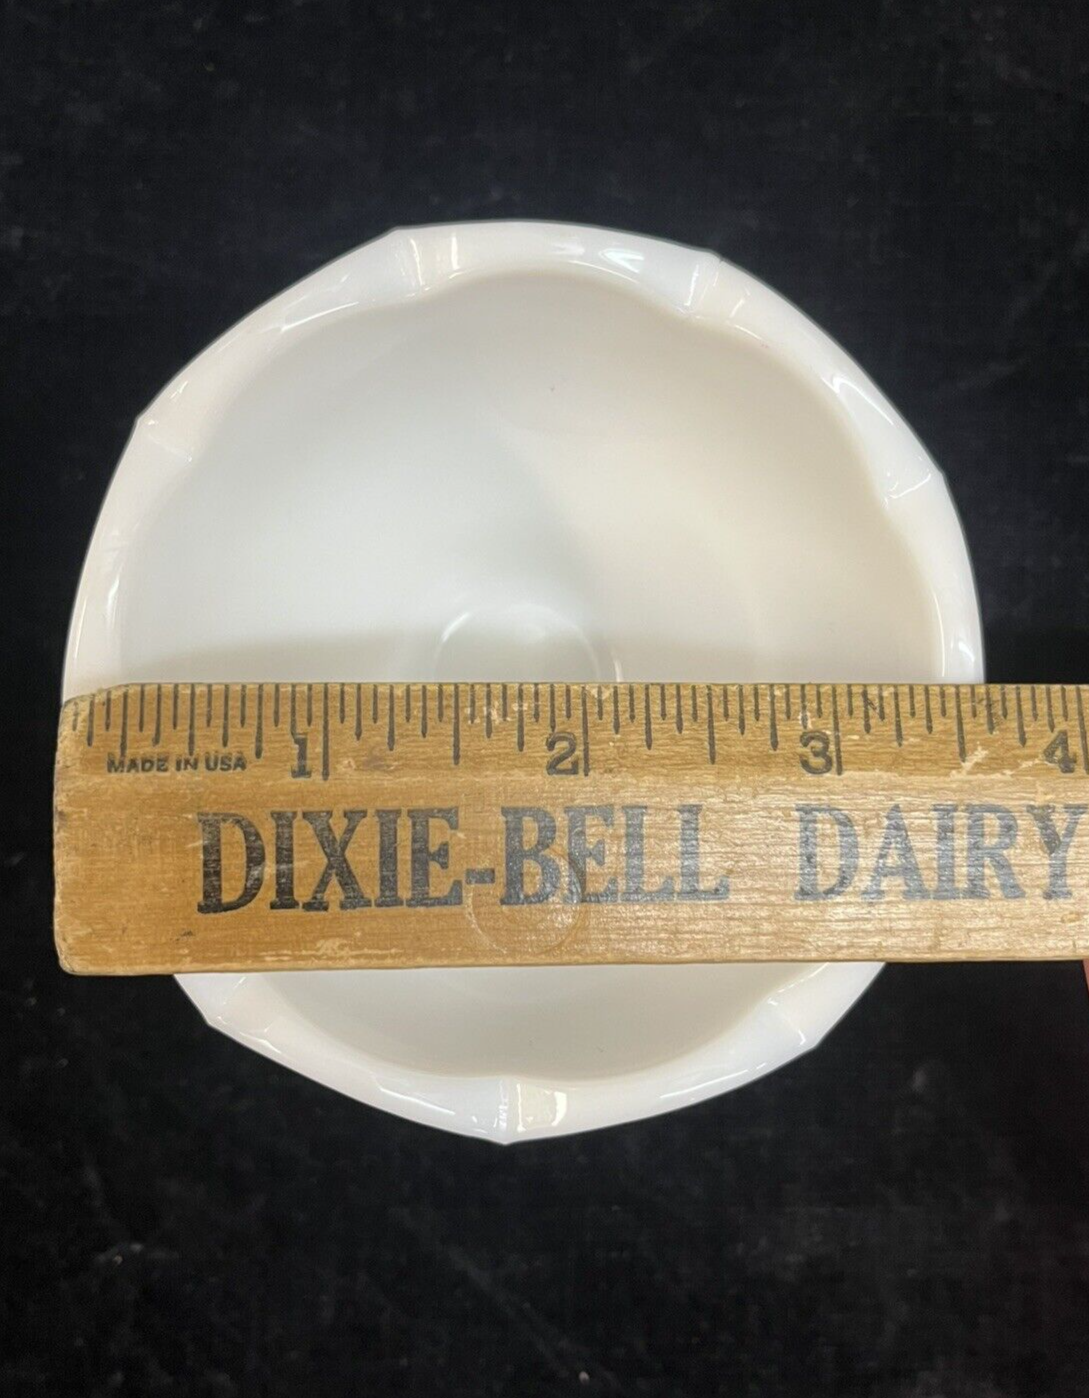 1 2 3 4
MADE IN USA
DIXIE-BELL DAIRY